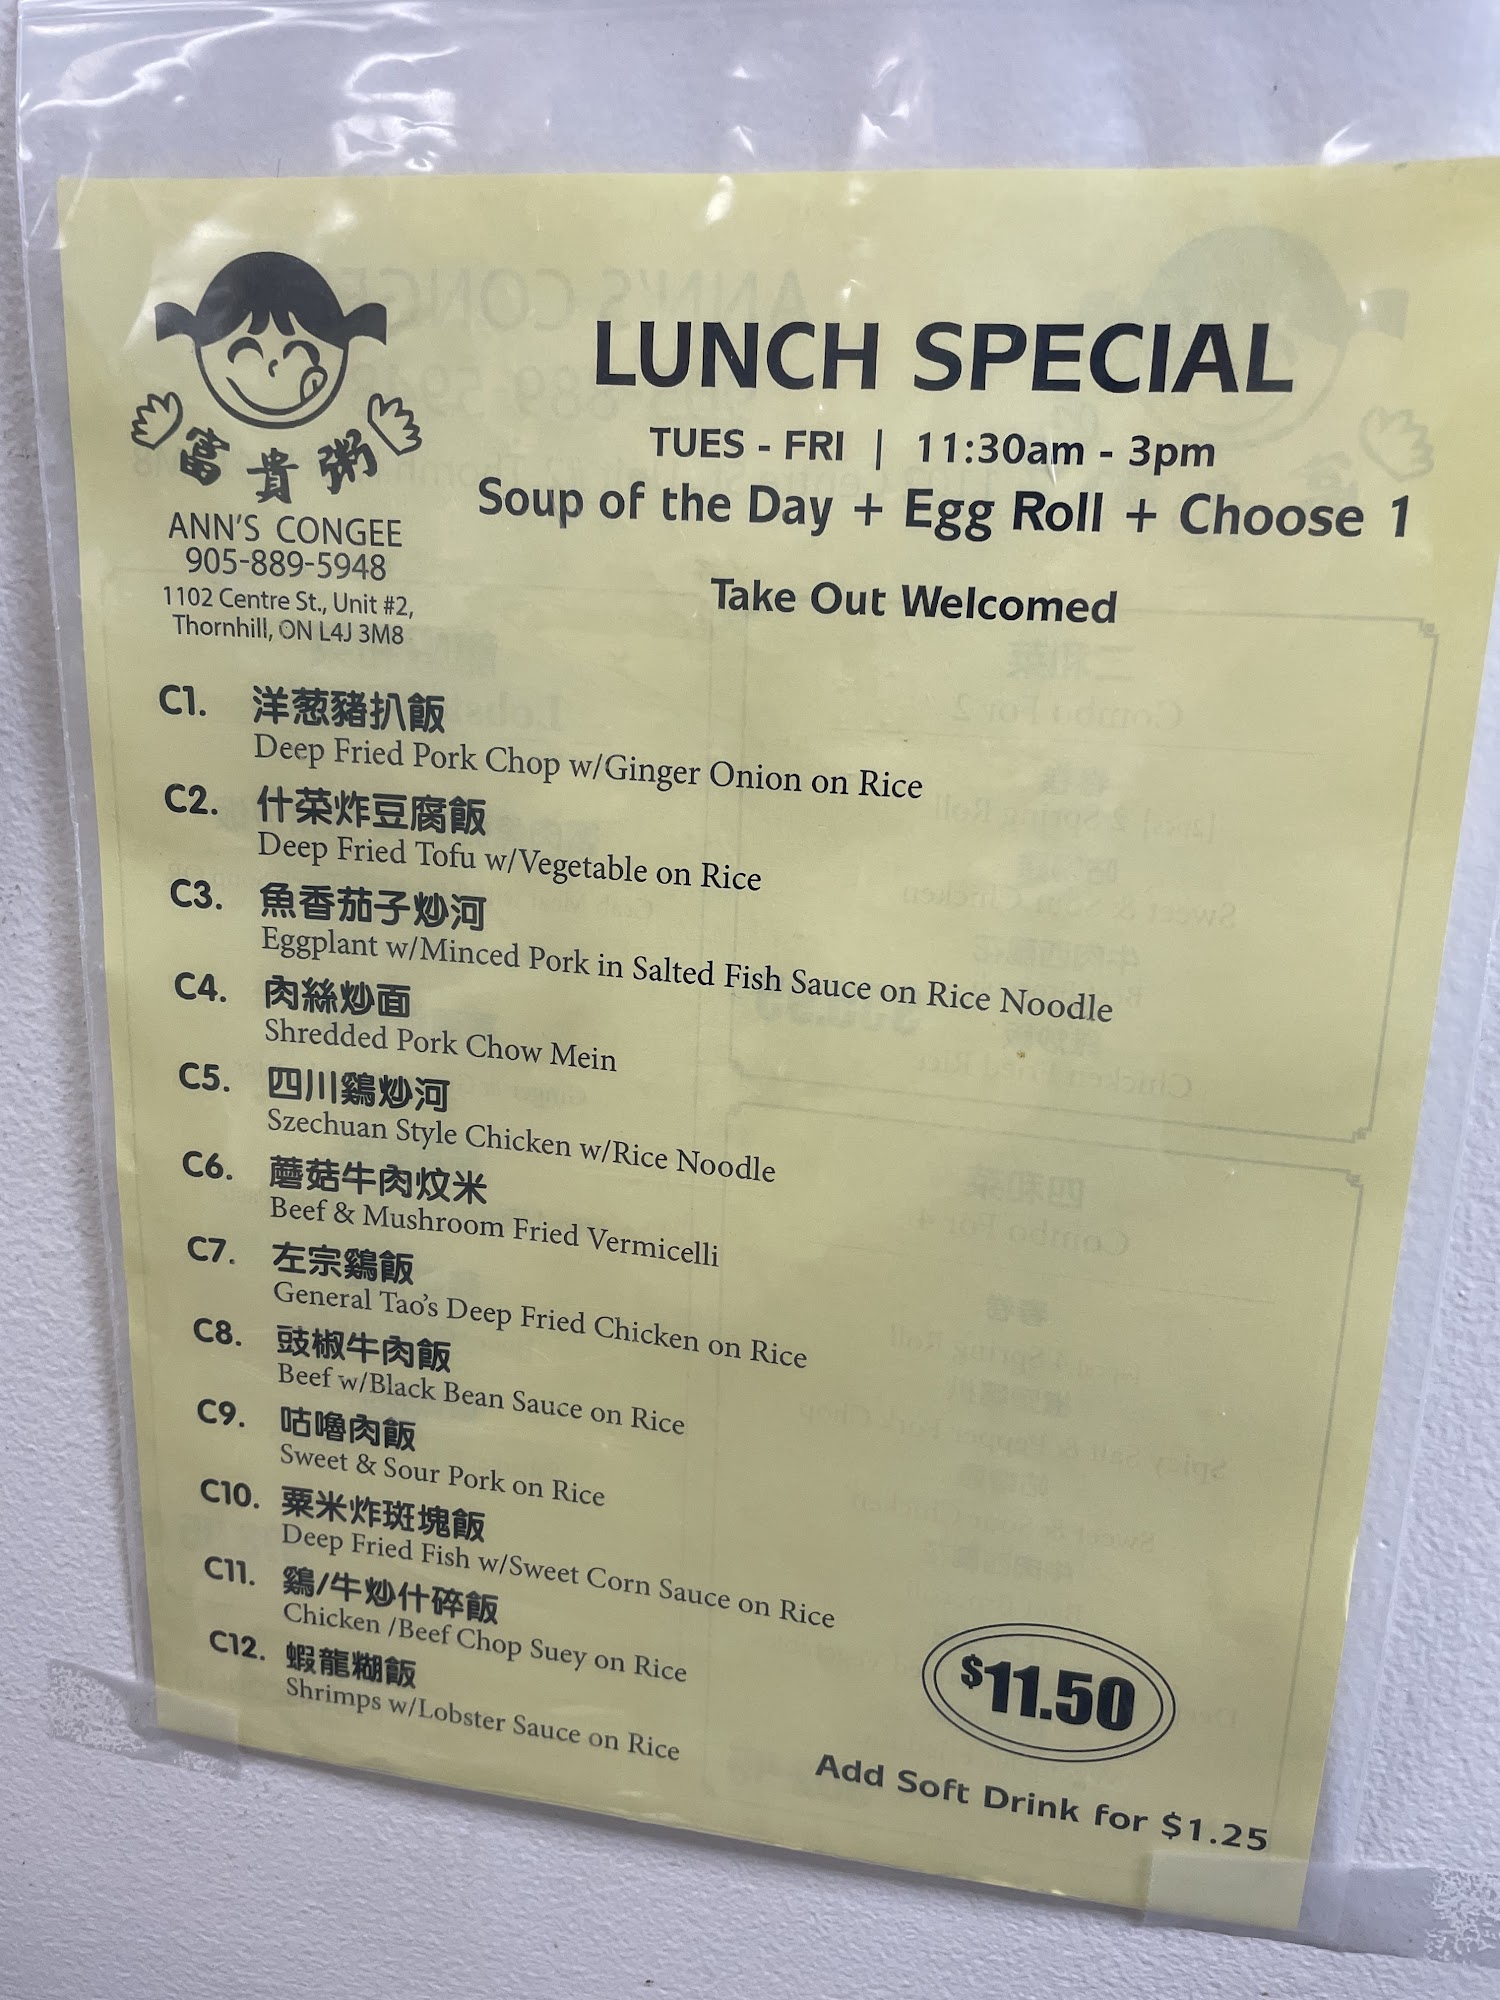 富貴粥
ANN'S CONGEE
905-889-5948
1102 Centre St., Unit #2,
Thornhill, ON L4J 3M8
LUNCH SPECIAL
TUES - FRI | 11:30am - 3pm
Soup of the Day + Egg Roll + Choose 1
Take Out Welcomed
C1. 洋葱豬扒飯
Deep Fried Pork Chop w/Ginger Onion on Rice
C2. 什菜炸豆腐飯
Deep Fried Tofu w/Vegetable on Rice
C3. 魚香茄子炒河
Eggplant w/Minced Pork in Salted Fish Sauce on Rice Noodle
C4. 肉絲炒面
Shredded Pork Chow Mein
C5. 四川鷄炒河
Szechuan Style Chicken w/Rice Noodle
C6. 蘑菇牛肉炆米
Beef & Mushroom Fried Vermicelli
C7. 左宗鷄飯
General Tao's Deep Fried Chicken on Rice
C8. 豉椒牛肉飯
Beef w/Black Bean Sauce on Rice
C9. 咕嚕肉飯
Sweet & Sour Pork on Rice
C10. 粟米炸斑塊飯
Deep Fried Fish w/Sweet Corn Sauce on Rice
C11. 鷄/牛炒什碎飯
Chicken /Beef Chop Suey on Rice
C12. 蝦龍糊飯
Shrimps w/Lobster Sauce on Rice
$11.50
Add Soft Drink for $1.25